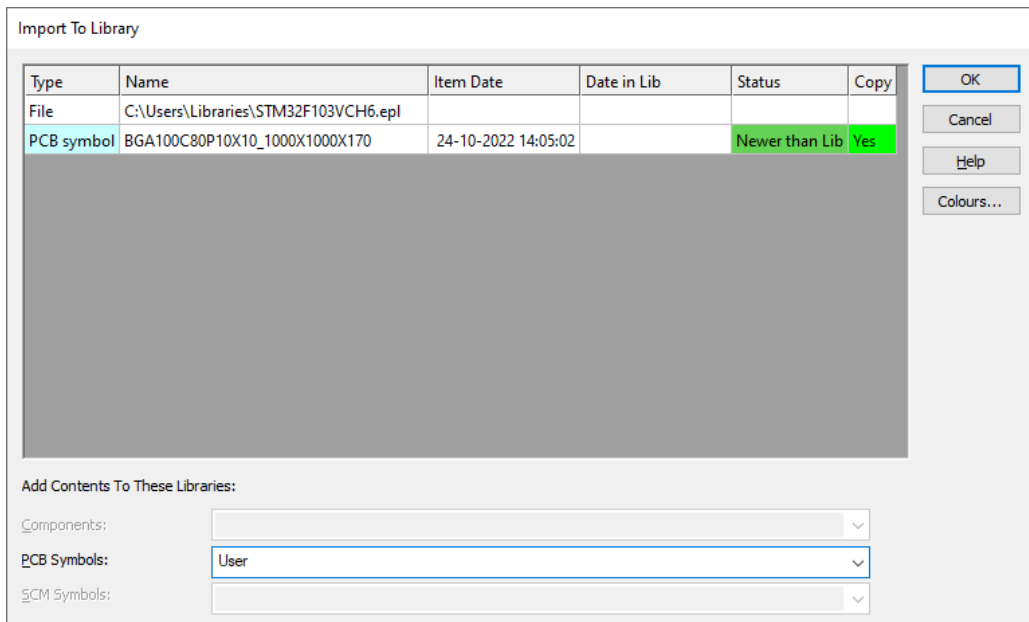 Import To Library
Type Name Item Date Date in Lib Status Copy
File C:\Users\Libraries\STM32F103VCH6.epl
PCB symbol BGA100C80P10X10_1000X1000X170 24-10-2022 14:05:02 Newer than Lib Yes
OK
Cancel
Help
Colours...
Add Contents To These Libraries:
Components:
PCB Symbols: User
SCM Symbols: